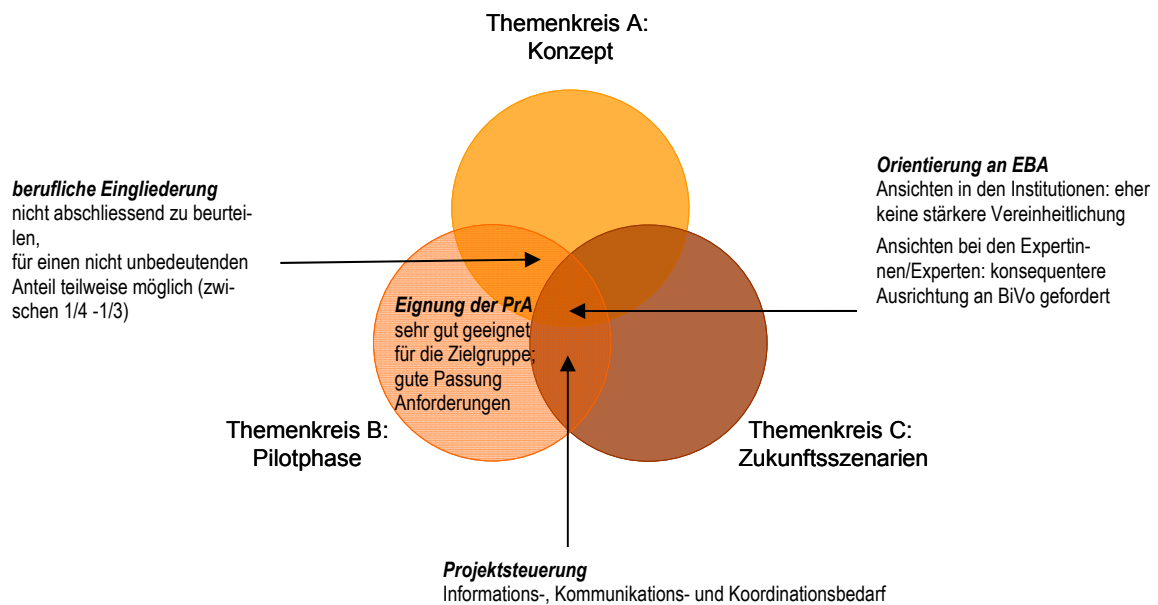 Themenkreis A:
Konzept
berufliche Eingliederung
nicht abschliessend zu beurtei-
len,
für einen nicht unbedeutenden
Anteil teilweise möglich (zwi-
schen 1/4 -1/3)
Orientierung an EBA
Ansichten in den Institutionen: eher
keine stärkere Vereinheitlichung
Ansichten bei den Expertin-
nen/Experten: konsequentere
Ausrichtung an BiVo gefordert
Eignung der PrA
sehr gut geeignet
für die Zielgruppe;
gute Passung
Anforderungen
Themenkreis B:
Pilotphase
Themenkreis C:
Zukunftsszenarien
Projektsteuerung
Informations-, Kommunikations- und Koordinationsbedarf